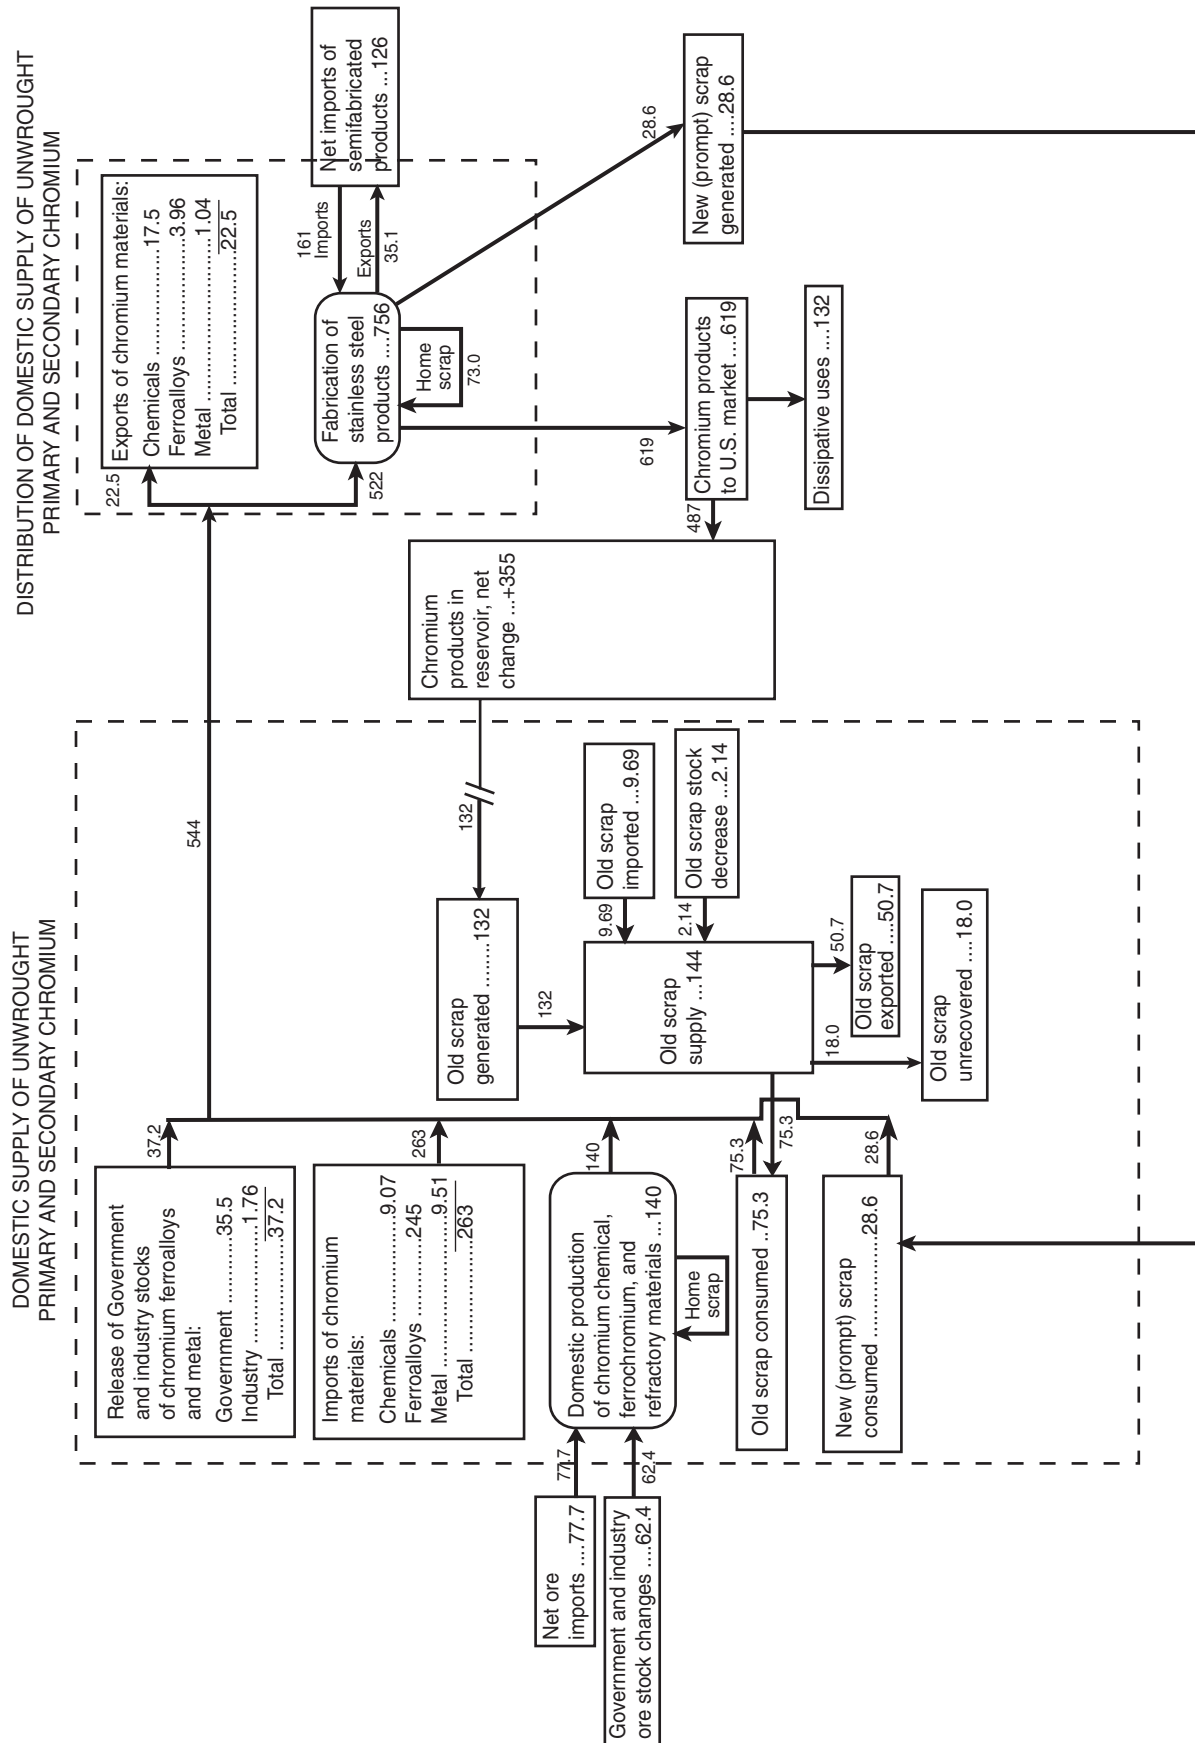 DOMESTIC SUPPLY OF UNWROUGHT
PRIMARY AND SECONDARY CHROMIUM
DISTRIBUTION OF DOMESTIC SUPPLY OF UNWROUGHT
PRIMARY AND SECONDARY CHROMIUM
Net ore
imports ....77.7
77.7
Government and industry
ore stock changes ....62.4
62.4
Release of Government
and industry stocks
of chromium ferroalloys
and metal:
Government ..........35.5
Industry ...................1.76
Total .................37.2
37.2
Imports of chromium
materials:
Chemicals ..............9.07
Ferroalloys ............245
Metal .....................9.51
Total .................263
263
Domestic production
of chromium chemical,
ferrochromium, and
refractory materials ...140
140
Home
scrap
Old scrap consumed ..75.3
75.3
75.3
New (prompt) scrap
consumed ..................28.6
28.6
544
Old scrap
generated ........132
132
132
Old scrap
supply ...144
Old scrap
imported ...9.69
9.69
Old scrap stock
decrease ...2.14
2.14
Old scrap
exported ....50.7
50.7
Old scrap
unrecovered ....18.0
18.0
Chromium
products in
reservoir, net
change ...+355
Exports of chromium materials:
Chemicals .................17.5
Ferroalloys ................3.96
Metal .........................1.04
Total .....................22.5
22.5
522
Fabrication of
stainless steel
products ....756
Home
scrap
73.0
161
Imports
Exports
35.1
Net imports of
semifabricated
products ...126
619
487
Chromium products
to U.S. market ....619
Dissipative uses ....132
28.6
New (prompt) scrap
generated ....28.6